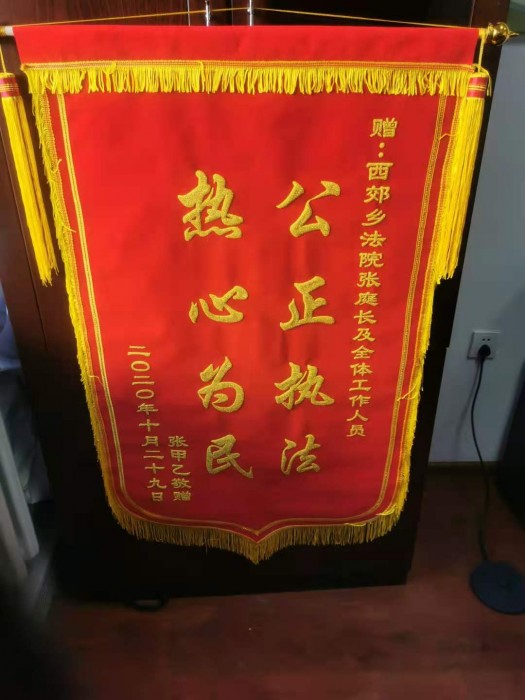 赠：西郊乡法院张庭长及全体工作人员
公正执法
热心为民
张甲乙敬赠
二〇二〇年十月二十九日